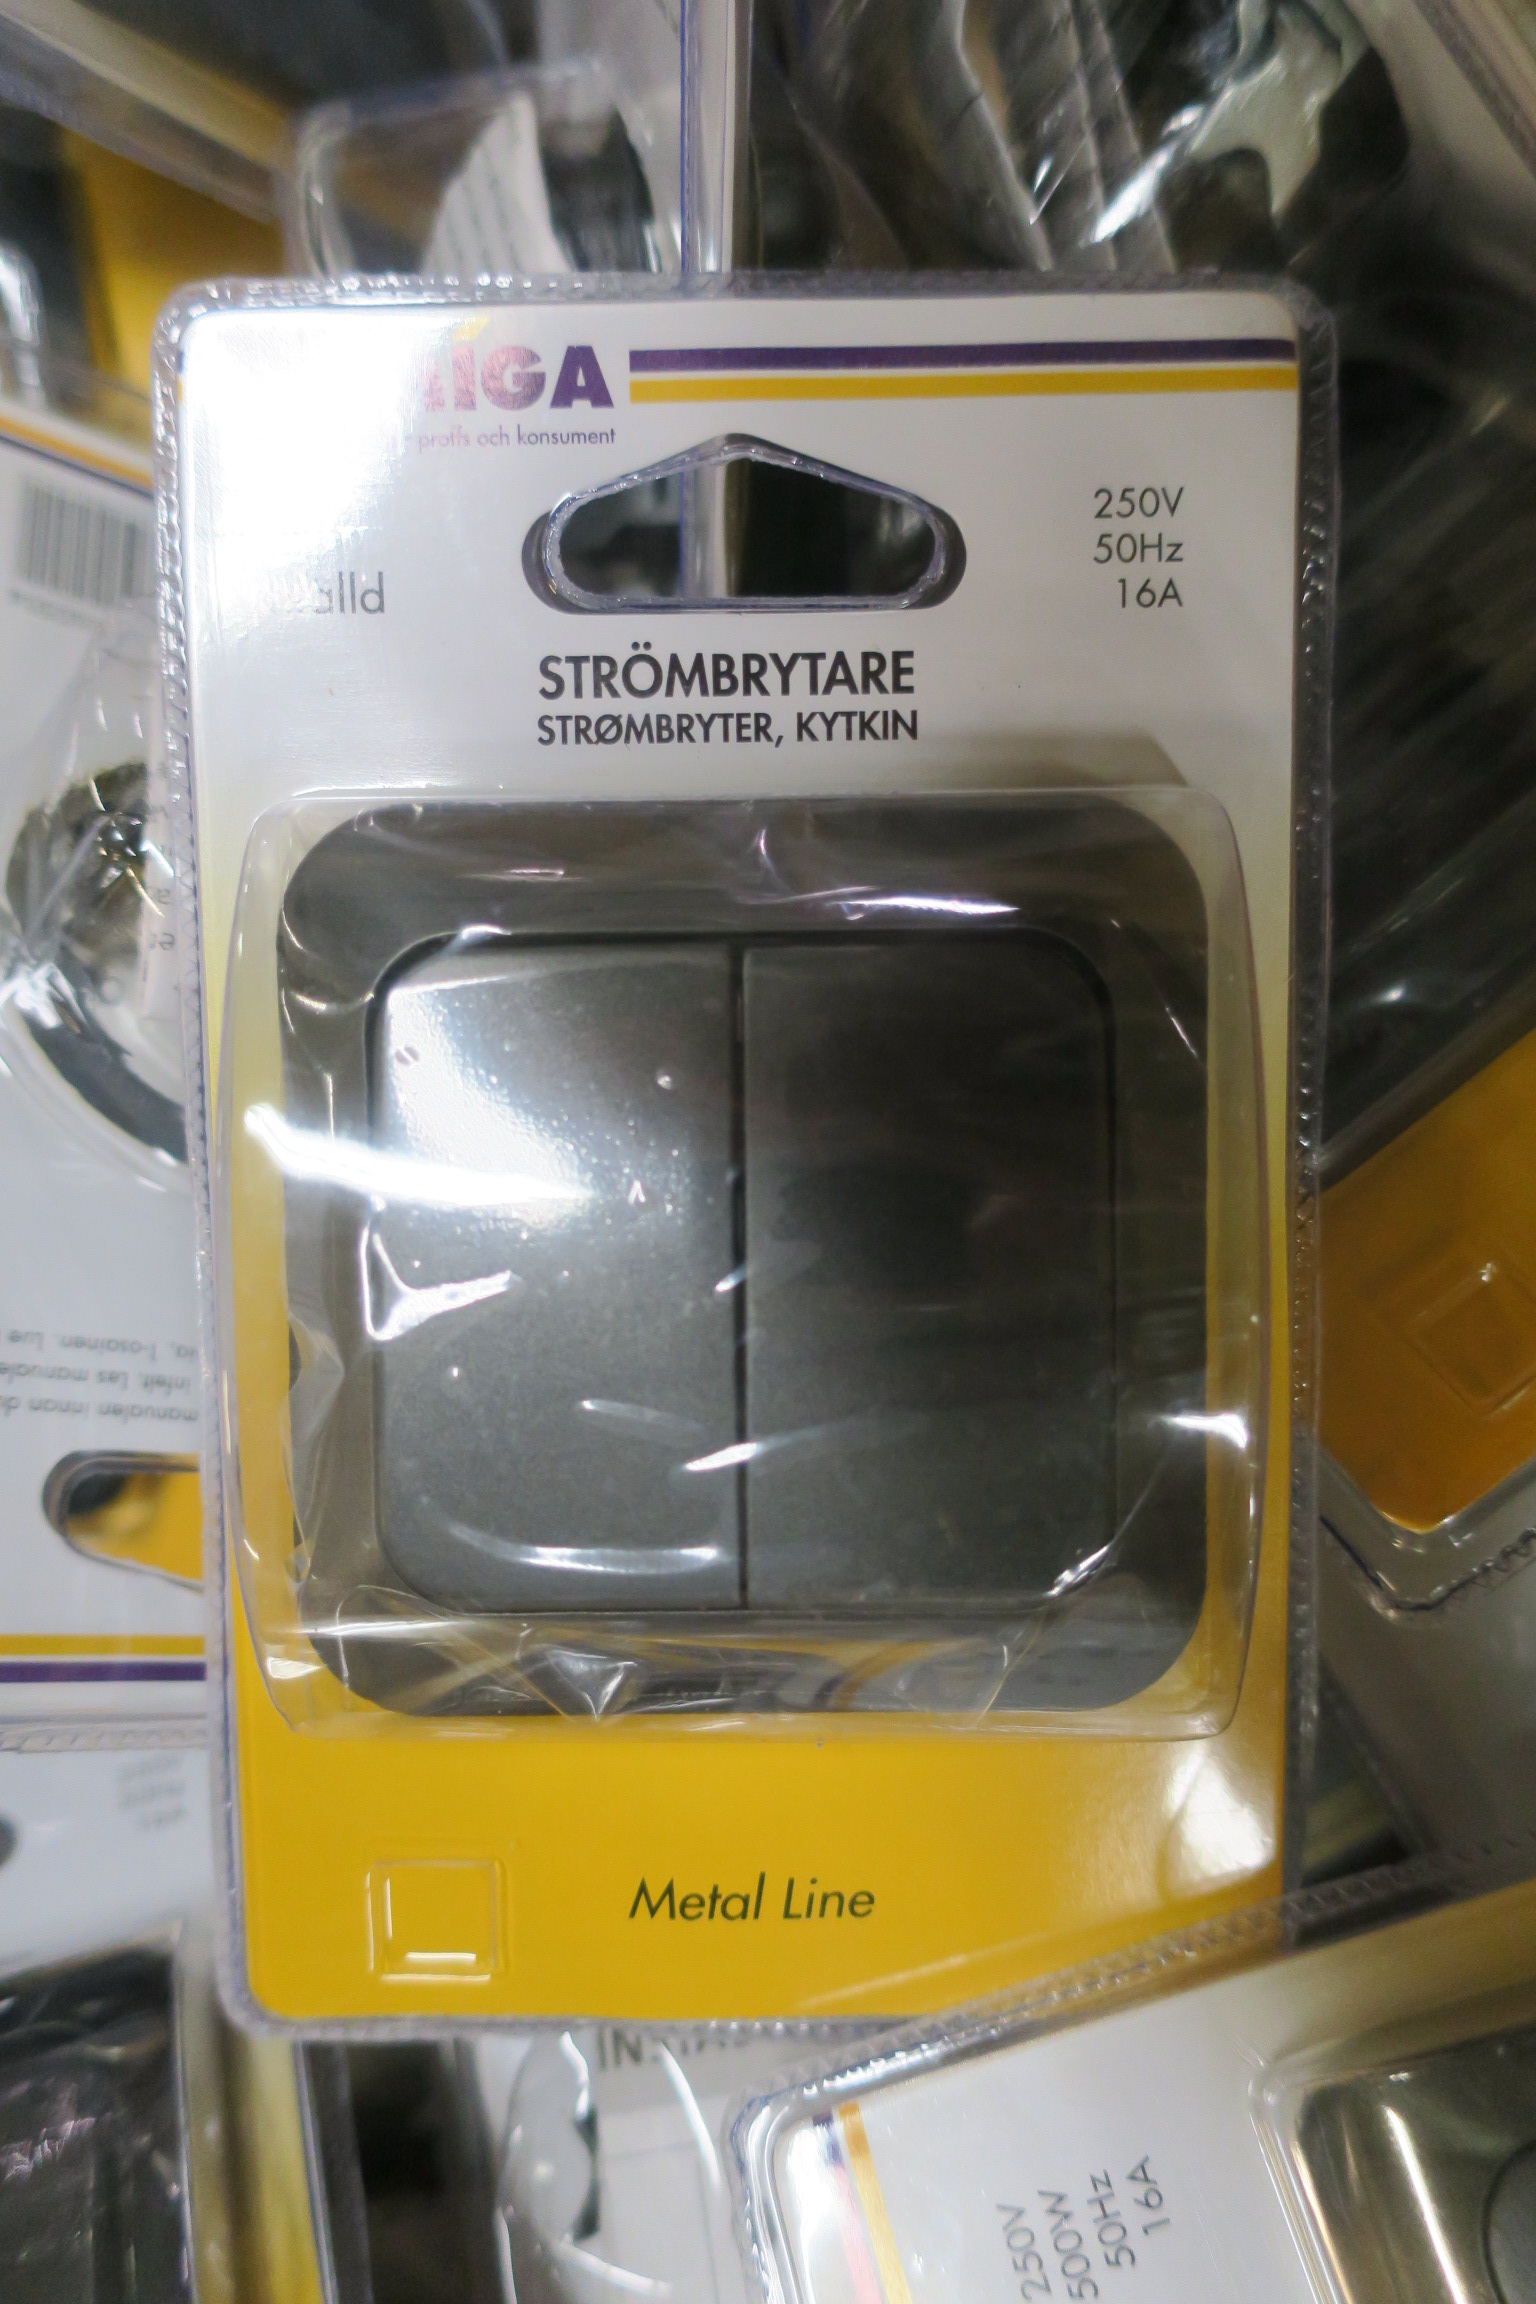 IGA
proffs och konsument
250V
50Hz
16A
STRÖMBRYTARE
STRØMBRYTER, KYTKIN
Metal Line
250V
500W
50Hz
16A